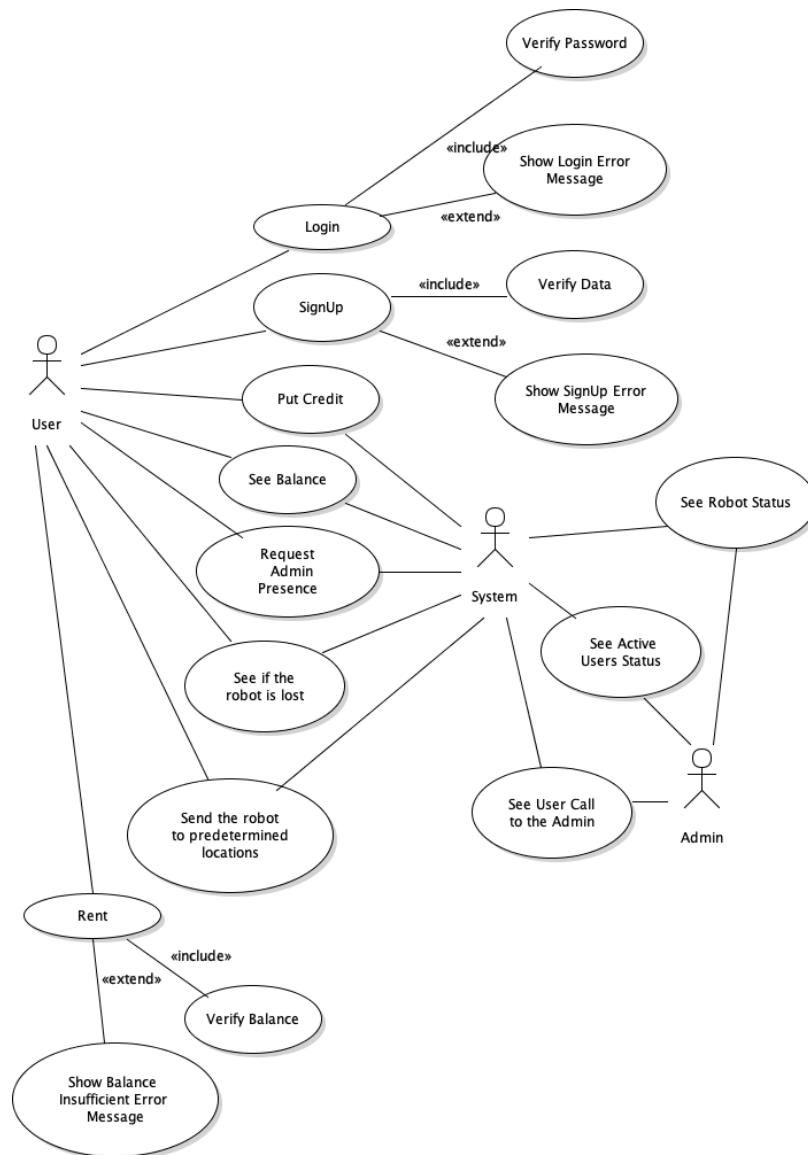 Verify Password
«include»
Show Login Error
Message
«extend»
Login
«include»
Verify Data
SignUp
«extend»
Show SignUp Error
Message
User
Put Credit
See Balance
See Robot Status
Request
Admin
Presence
System
See Active
Users Status
See if the
robot is lost
Send the robot
to predetermined
locations
See User Call
to the Admin
Admin
Rent
«include»
«extend»
Verify Balance
Show Balance
Insufficient Error
Message